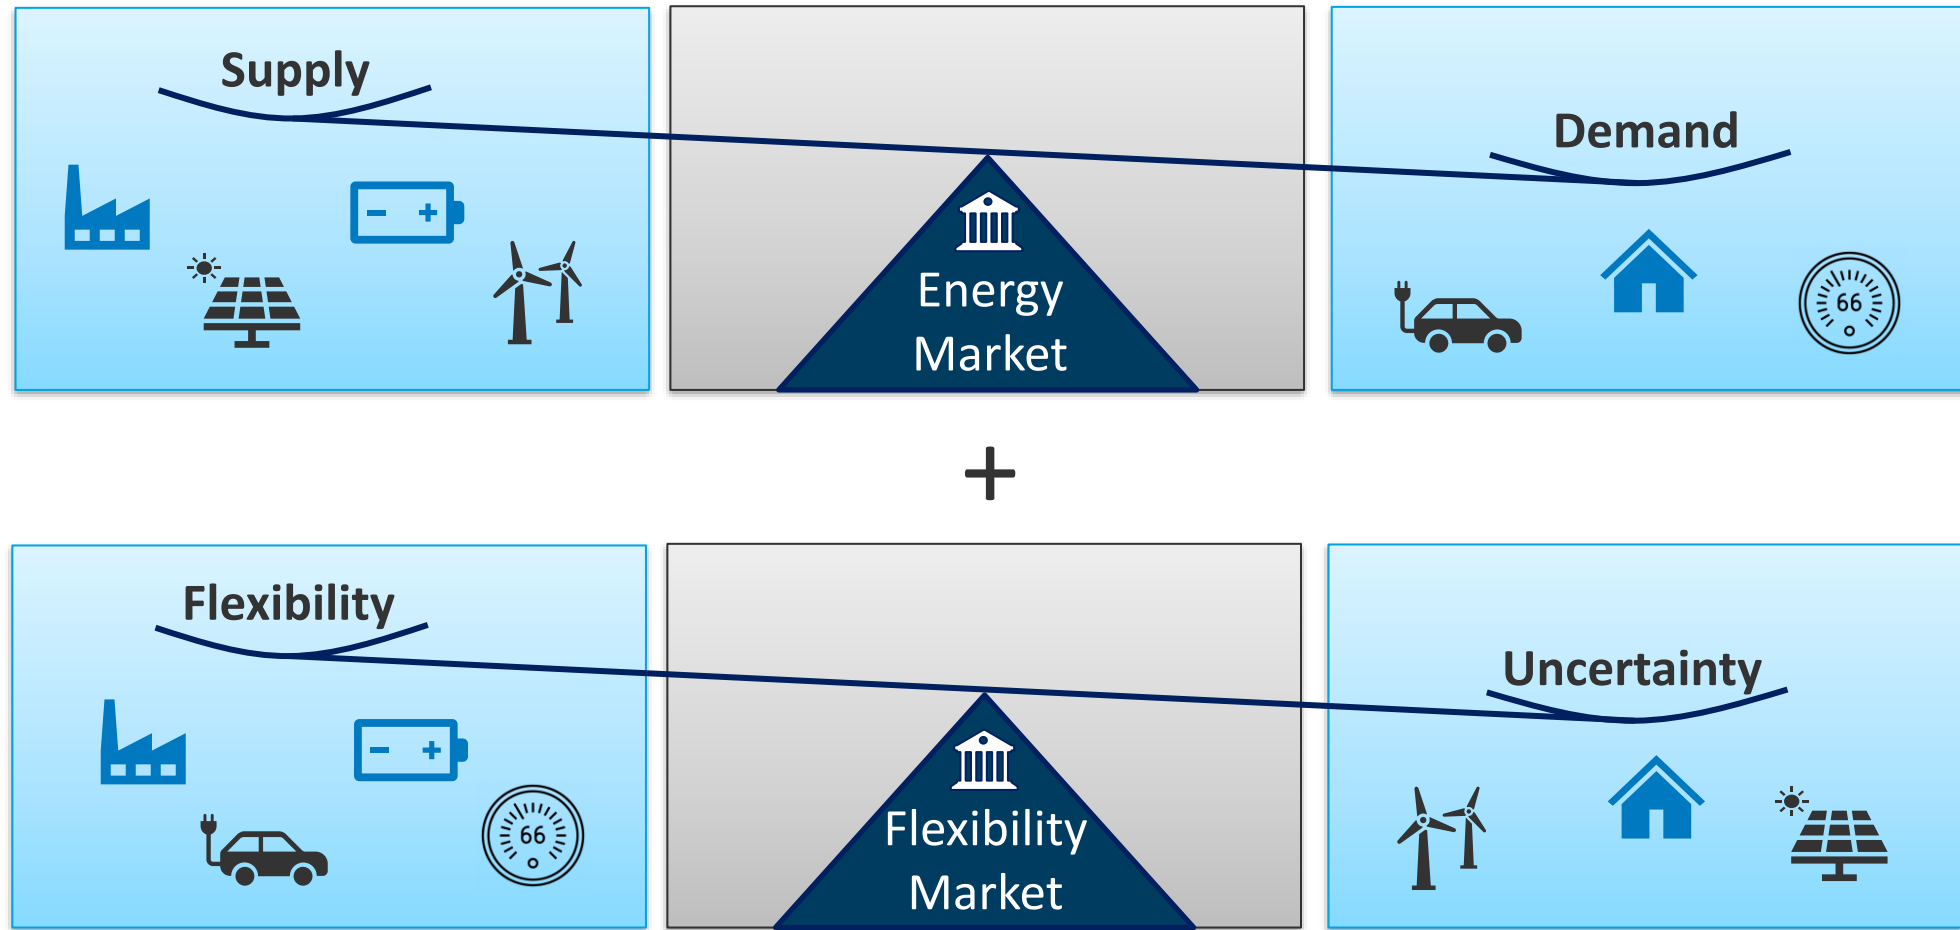 Supply
Demand
- +
66
Energy
Market
+
Flexibility
Uncertainty
- +
66
Flexibility
Market